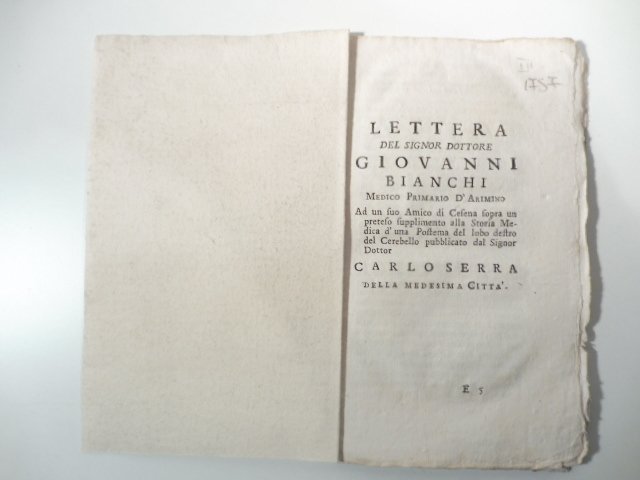 III
1757
LETTERA
DEL SIGNOR DOTTORE
GIOVANNI
BIANCHI
MEDICO PRIMARIO D'ARIMINO
Ad un ſuo Amico di Ceſena ſopra un
preteſo ſupplimento alla Storia Me-
dica d'una Poſtema del lobo deſtro
del Cerebello pubblicato dal Signor
Dottor
CARLO SERRA
DELLA MEDESIMA CITTA'.
E 5